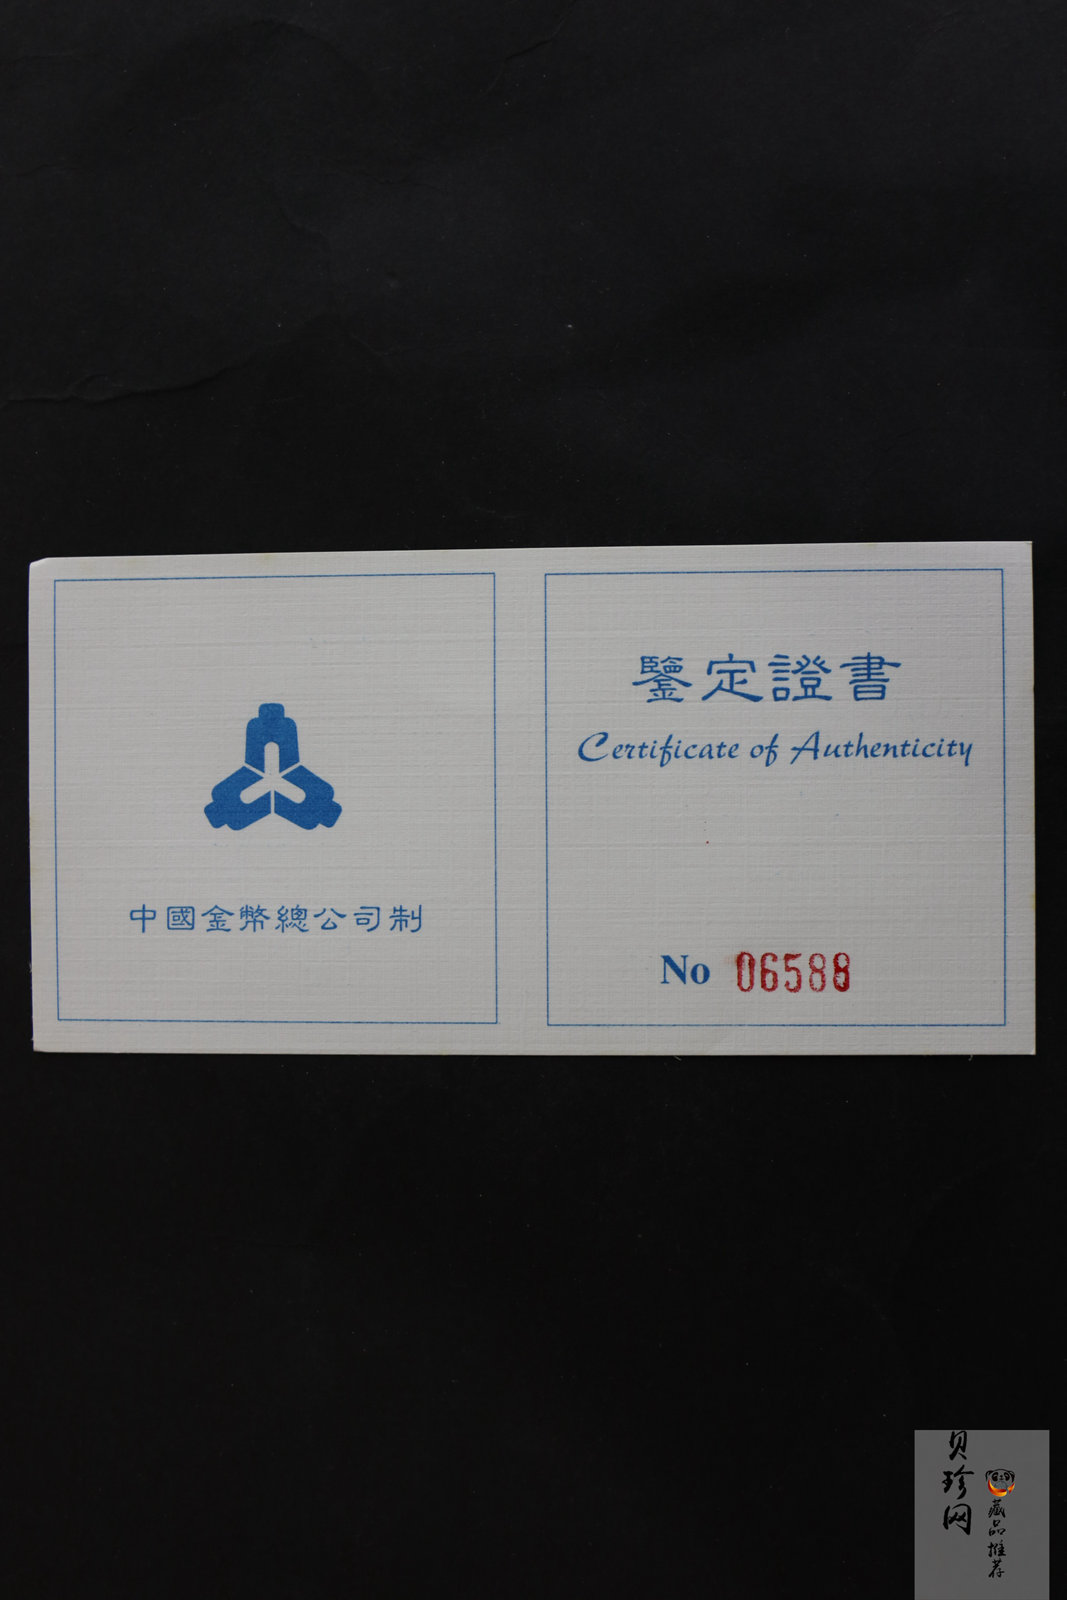 中國金幣總公司制
鑒定證書
Certificate of Authenticity
No 06588
贝珍网
藏品推荐